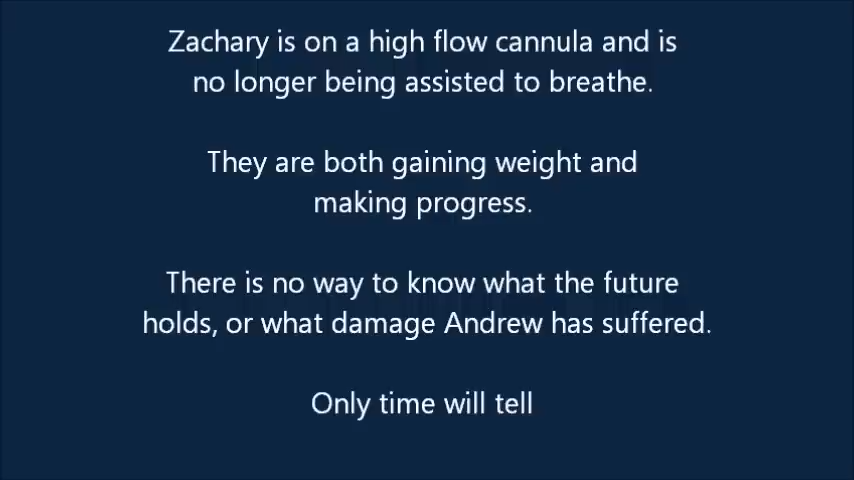 Zachary is on a high flow cannula and is
no longer being assisted to breathe.
They are both gaining weight and
making progress.
There is no way to know what the future
holds, or what damage Andrew has suffered.
Only time will tell